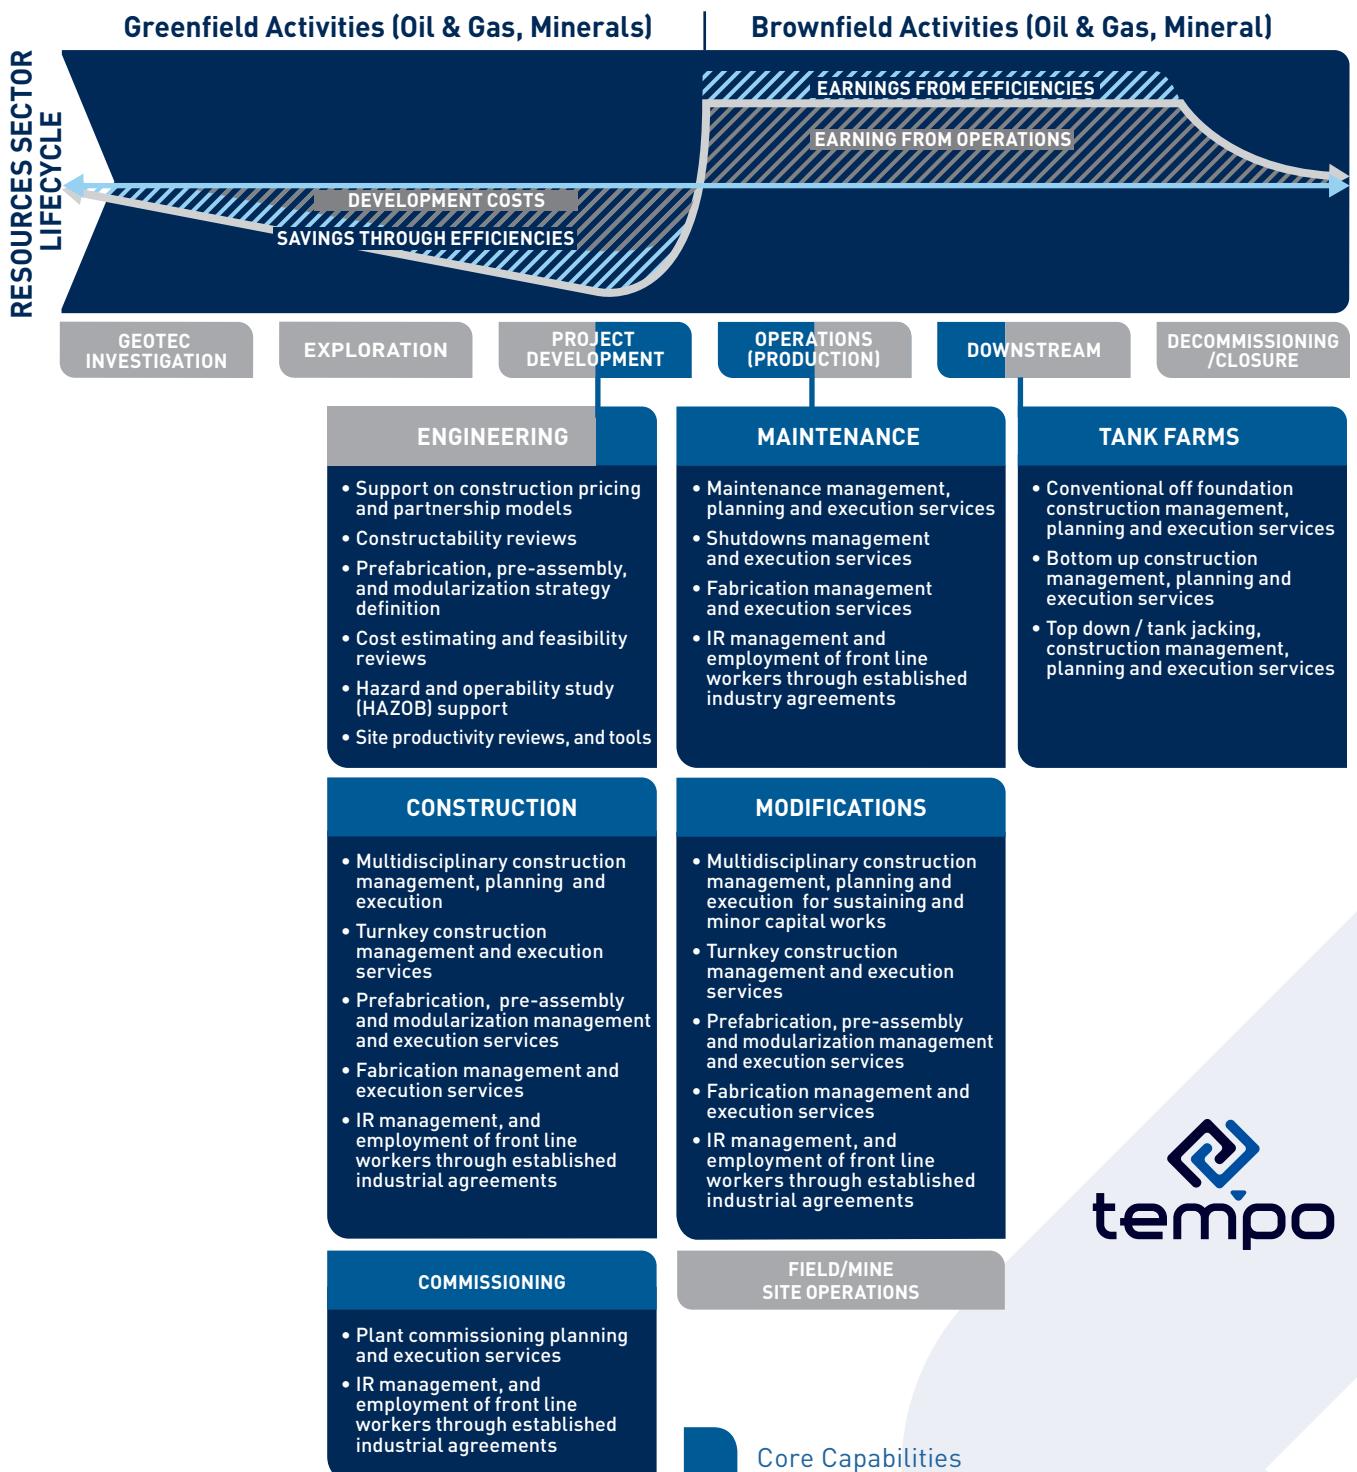 Greenfield Activities (Oil & Gas, Minerals)
Brownfield Activities (Oil & Gas, Mineral)
RESOURCES SECTOR
LIFECYCLE
EARNINGS FROM EFFICIENCIES
EARNING FROM OPERATIONS
DEVELOPMENT COSTS
SAVINGS THROUGH EFFICIENCIES
GEOTEC
INVESTIGATION
EXPLORATION
PROJECT
DEVELOPMENT
OPERATIONS
(PRODUCTION)
DOWNSTREAM
DECOMMISSIONING
/CLOSURE
ENGINEERING
• Support on construction pricing
and partnership models
• Constructability reviews
• Prefabrication, pre-assembly,
and modularization strategy
definition
• Cost estimating and feasibility
reviews
• Hazard and operability study
(HAZOB) support
• Site productivity reviews, and tools
MAINTENANCE
• Maintenance management,
planning and execution services
• Shutdowns management
and execution services
• Fabrication management
and execution services
• IR management and
employment of front line
workers through established
industry agreements
TANK FARMS
• Conventional off foundation
construction management,
planning and execution services
• Bottom up construction
management, planning and
execution services
• Top down / tank jacking,
construction management,
planning and execution services
CONSTRUCTION
• Multidisciplinary construction
management, planning and
execution
• Turnkey construction
management and execution
services
• Prefabrication, pre-assembly
and modularization management
and execution services
• Fabrication management and
execution services
• IR management, and
employment of front line
workers through established
industrial agreements
MODIFICATIONS
• Multidisciplinary construction
management, planning and
execution for sustaining and
minor capital works
• Turnkey construction
management and execution
services
• Prefabrication, pre-assembly
and modularization management
and execution services
• Fabrication management and
execution services
• IR management, and
employment of front line
workers through established
industrial agreements
COMMISSIONING
• Plant commissioning planning
and execution services
• IR management, and
employment of front line
workers through established
industrial agreements
FIELD/MINE
SITE OPERATIONS
tempo
Core Capabilities